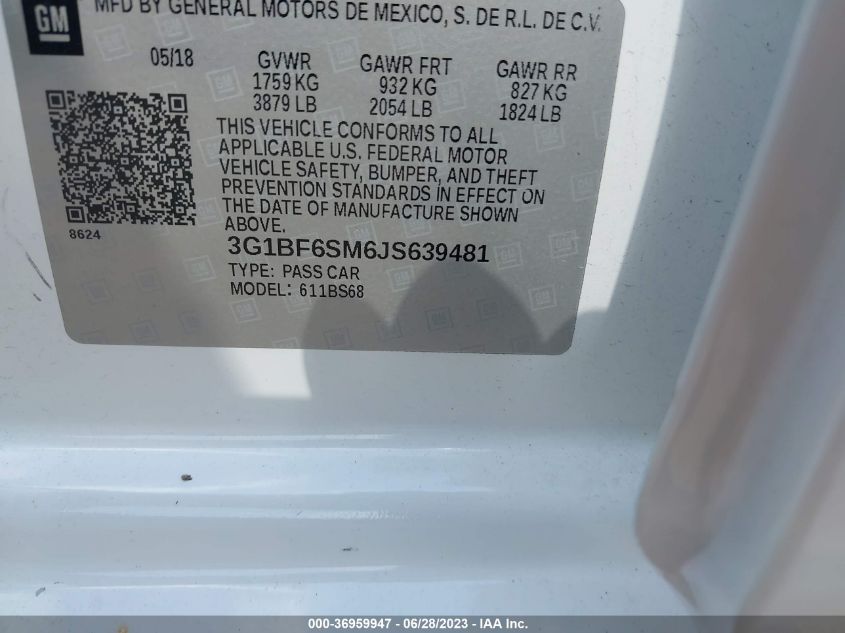 GM
MFD BY GENERAL MOTORS DE MEXICO, S. DE R.L. DE C.V.
05/18 GVWR GAWR FRT GAWR RR
1759 KG 932 KG 827 KG
3879 LB 2054 LB 1824 LB
THIS VEHICLE CONFORMS TO ALL
APPLICABLE U.S. FEDERAL MOTOR
VEHICLE SAFETY, BUMPER, AND THEFT
PREVENTION STANDARDS IN EFFECT ON
THE DATE OF MANUFACTURE SHOWN
ABOVE.
8624
3G1BF6SM6JS639481
TYPE: PASS CAR
MODEL: 611BS68
000-36959947 - 06/28/2023 - IAA Inc.